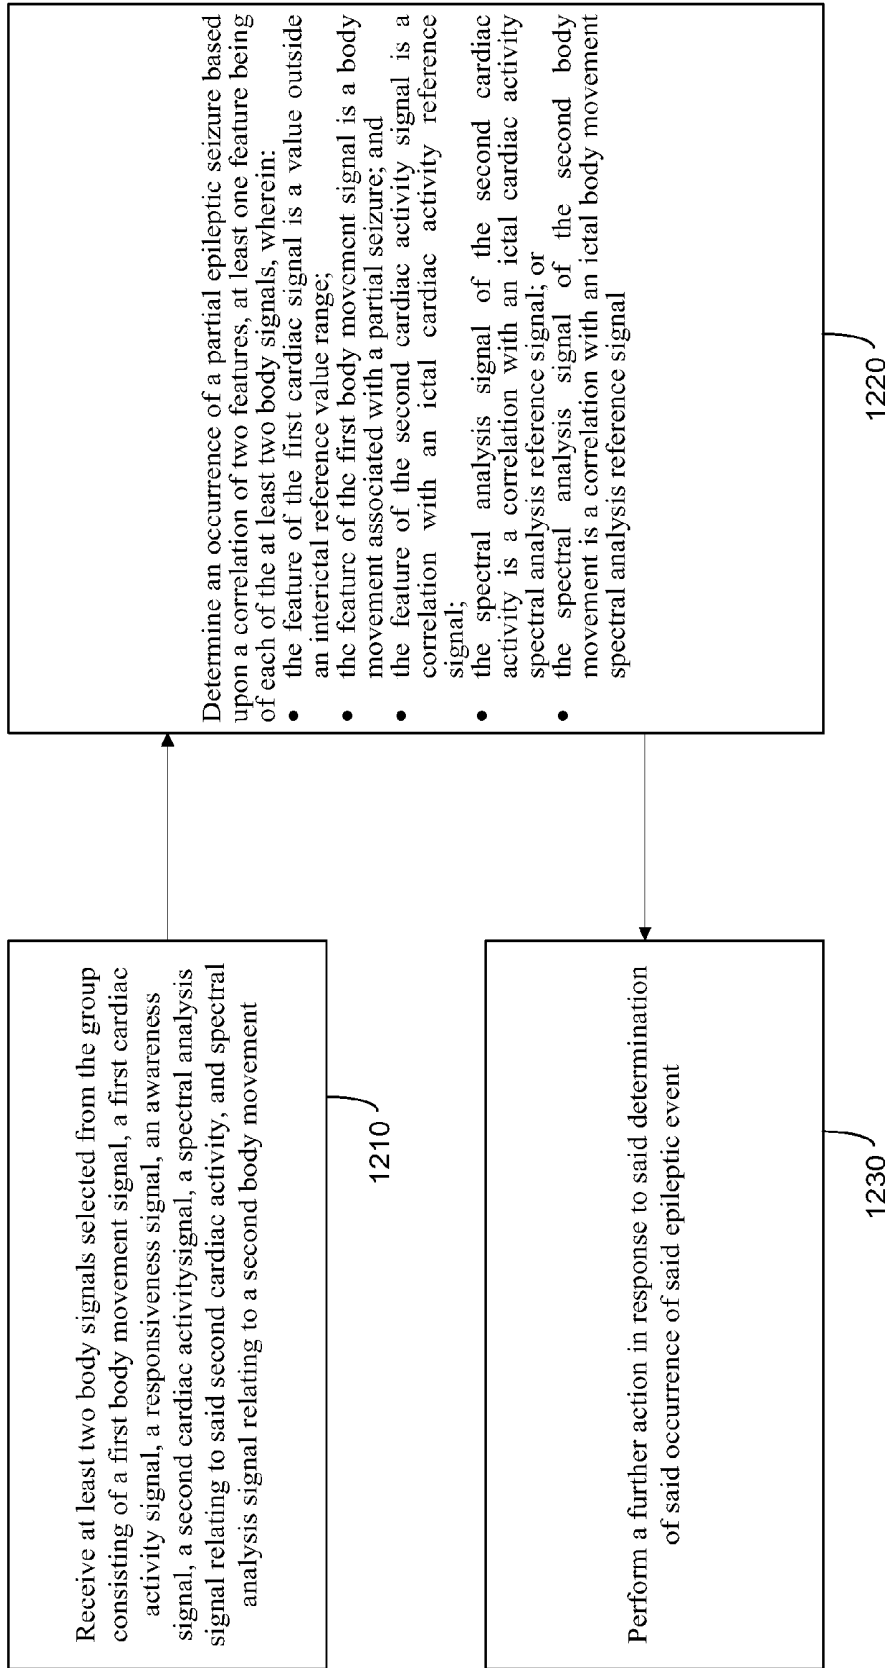 Receive at least two body signals selected from the group
consisting of a first body movement signal, a first cardiac
activity signal, a responsiveness signal, an awareness
signal, a second cardiac activitysignal, a spectral analysis
signal relating to said second cardiac activity, and spectral
analysis signal relating to a second body movement
1210
Determine an occurrence of a partial epileptic seizure based
upon a correlation of two features, at least one feature being
of each of the at least two body signals, wherein:
• the feature of the first cardiac signal is a value outside
an interictal reference value range;
• the feature of the first body movement signal is a body
movement associated with a partial seizure; and
• the feature of the second cardiac activity signal is a
correlation with an ictal cardiac activity reference
signal;
• the spectral analysis signal of the second cardiac
activity is a correlation with an ictal cardiac activity
spectral analysis reference signal; or
• the spectral analysis signal of the second body
movement is a correlation with an ictal body movement
spectral analysis reference signal
1220
Perform a further action in response to said determination
of said occurrence of said epileptic event
1230